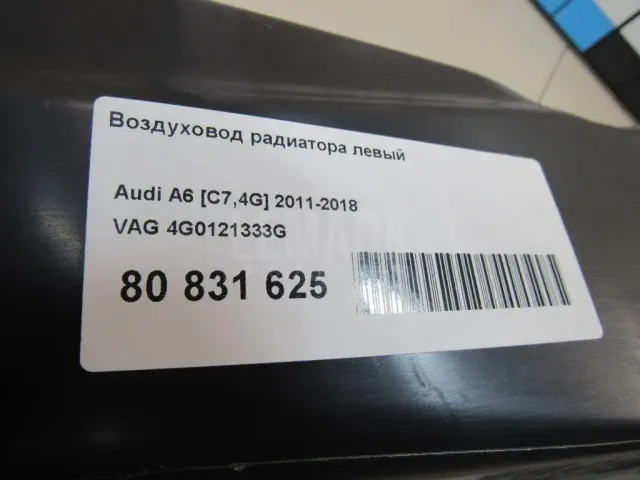 Воздуховод радиатора левый
Audi A6 [C7,4G] 2011-2018
VAG 4G0121333G
80 831 625